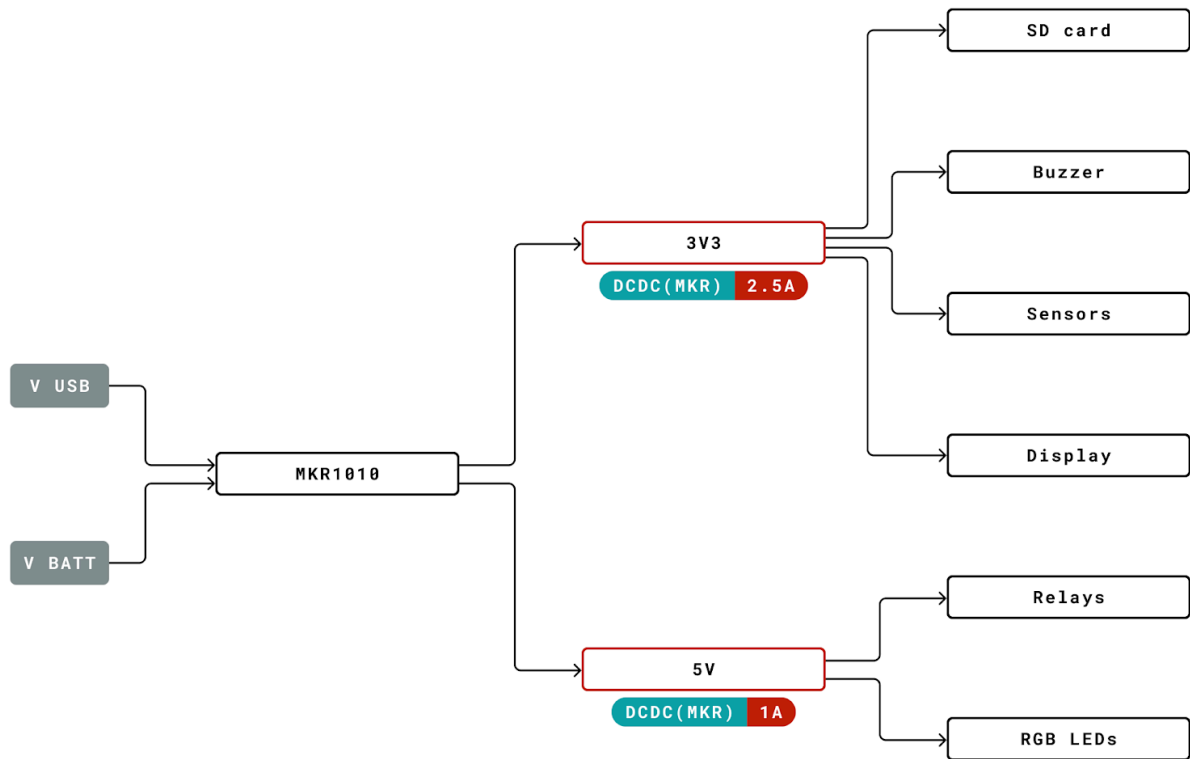 SD card
Buzzer
3V3
DCDC(MKR) 2.5A
Sensors
V USB
Display
MKR1010
V BATT
Relays
5V
DCDC(MKR) 1A
RGB LEDs